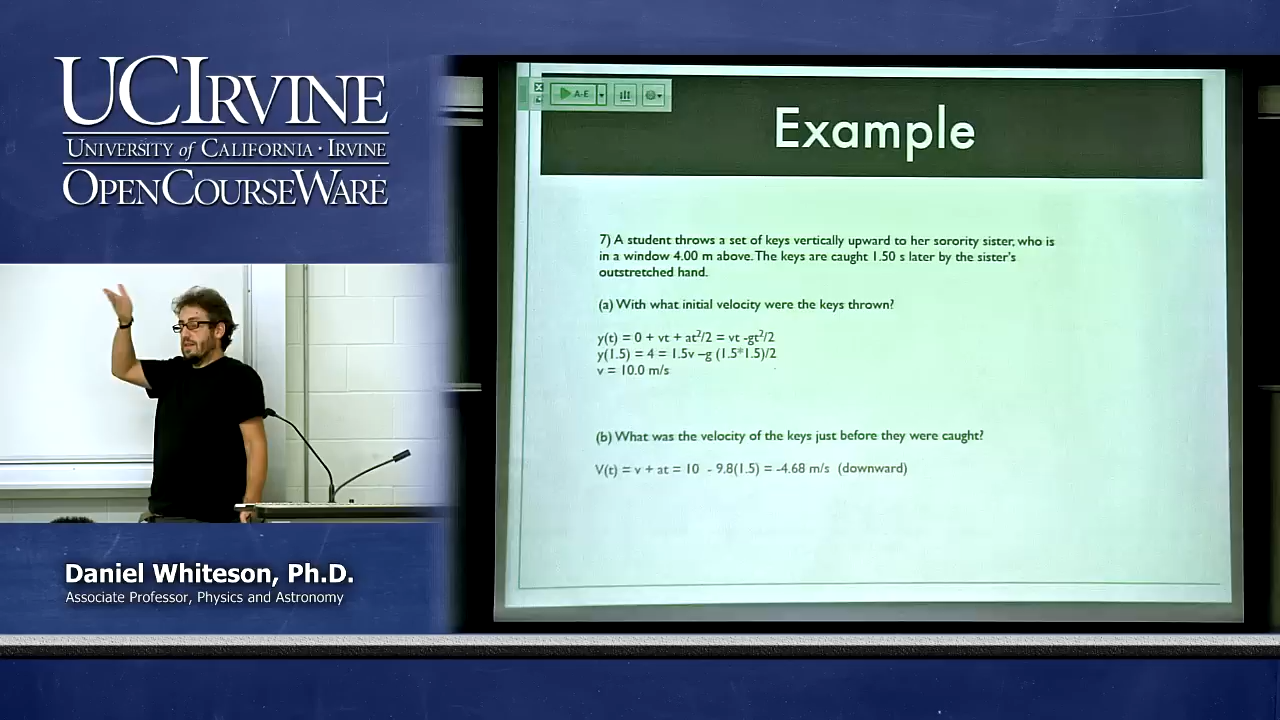 UCIRVINE
UNIVERSITY of CALIFORNIA · IRVINE
OPENCOURSEWARE
A-E
Example
7) A student throws a set of keys vertically upward to her sorority sister, who is
in a window 4.00 m above. The keys are caught 1.50 s later by the sister's
outstretched hand.
(a) With what initial velocity were the keys thrown?
y(t) = 0 + vt + at²/2 = vt -gt²/2
y(1.5) = 4 = 1.5v –g (1.5*1.5)/2
v = 10.0 m/s
(b) What was the velocity of the keys just before they were caught?
V(t) = v + at = 10 - 9.8(1.5) = -4.68 m/s (downward)
Daniel Whiteson, Ph.D.
Associate Professor, Physics and Astronomy